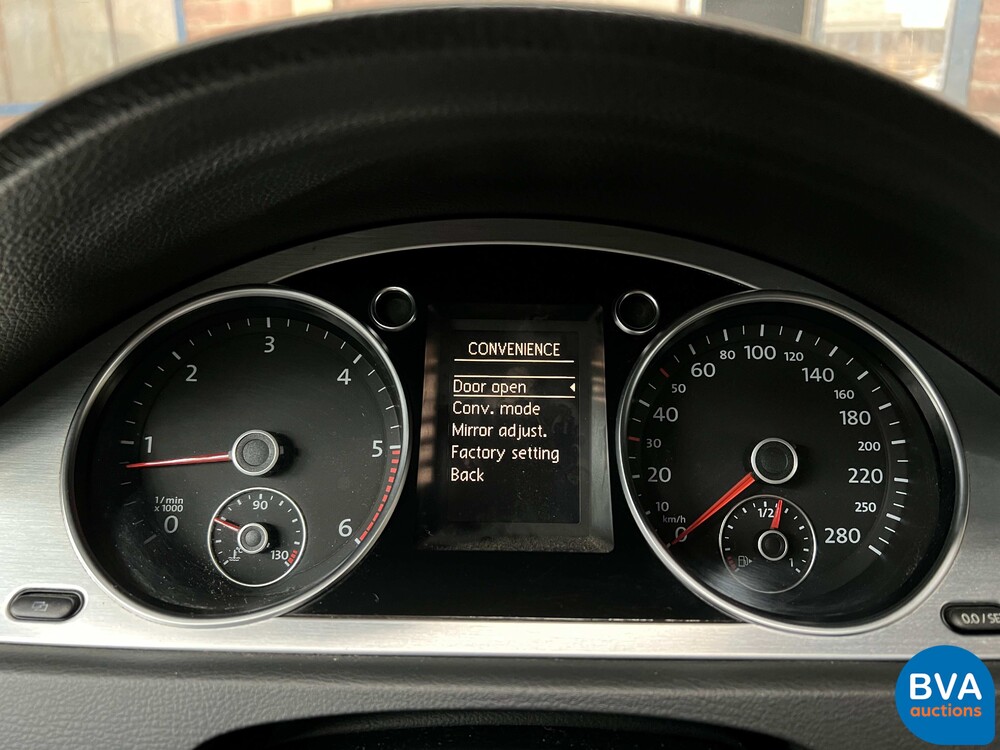 CONVENIENCE
Door open
Conv. mode
Mirror adjust.
Factory setting
Back
0
1
2
3
4
5
6
1/min
x 1000
90
130
°C
0
10
20
30
40
50
60
80
100
120
140
160
180
200
220
250
280
km/h
1/2
1
0.0 / SE
BVA
auctions